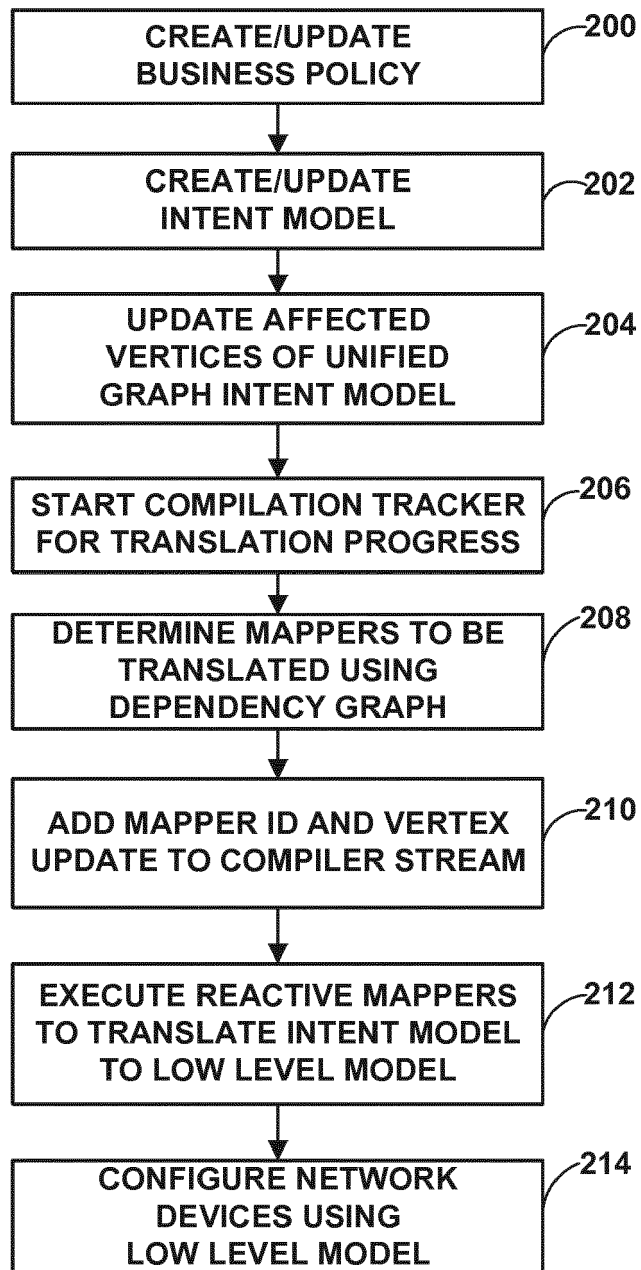 CREATE/UPDATE
BUSINESS POLICY
200
CREATE/UPDATE
INTENT MODEL
202
UPDATE AFFECTED
VERTICES OF UNIFIED
GRAPH INTENT MODEL
204
START COMPILATION TRACKER
FOR TRANSLATION PROGRESS
206
DETERMINE MAPPERS TO BE
TRANSLATED USING
DEPENDENCY GRAPH
208
ADD MAPPER ID AND VERTEX
UPDATE TO COMPILER STREAM
210
EXECUTE REACTIVE MAPPERS
TO TRANSLATE INTENT MODEL
TO LOW LEVEL MODEL
212
CONFIGURE NETWORK
DEVICES USING
LOW LEVEL MODEL
214